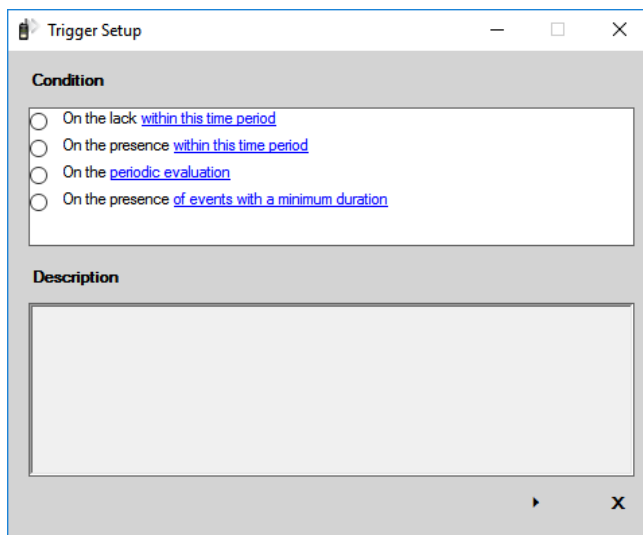 Trigger Setup
Condition
On the lack within this time period
On the presence within this time period
On the periodic evaluation
On the presence of events with a minimum duration
Description
X